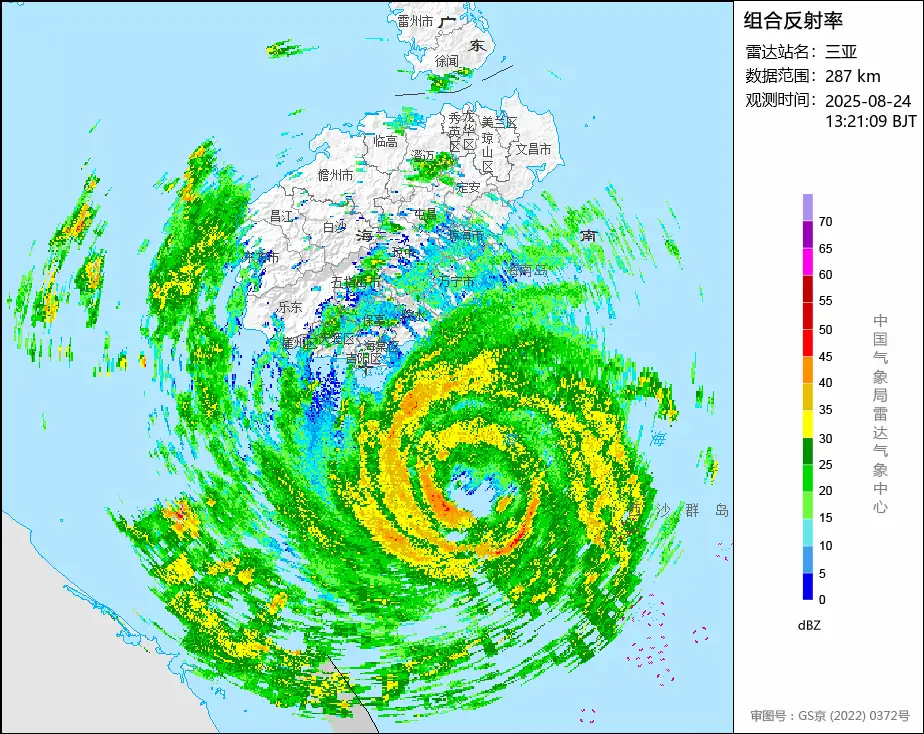 组合反射率
雷达站名：三亚
数据范围：287 km
观测时间：2025-08-24
13:21:09 BJT
70
65
60
55
50
45
40
35
30
25
20
15
10
5
0
dBZ
中国气象局雷达气象中心
审图号：GS京 (2022) 0372号
雷州市
广
东
徐闻
秀英区
龙华区
美兰区
琼山区
文昌市
临高
澄迈
定安
儋州市
昌江
白沙
屯昌
海
南
琼海市
琼中
东方市
五指山市
万宁市
海南岛
乐东
保亭
陵水
崖州区
天涯区
海棠区
吉阳区
海
西沙群岛